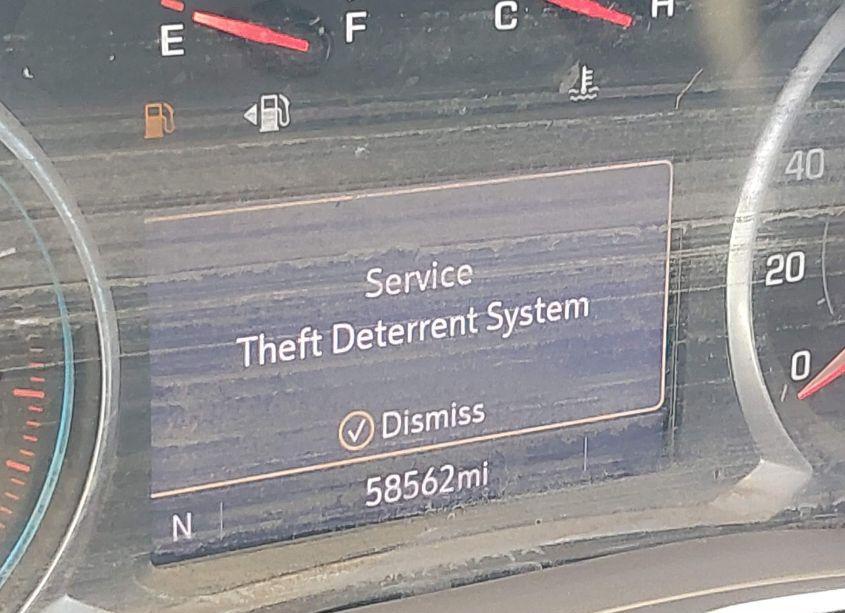 E F C H
40
20
0
Service
Theft Deterrent System
Dismiss
58562mi
N